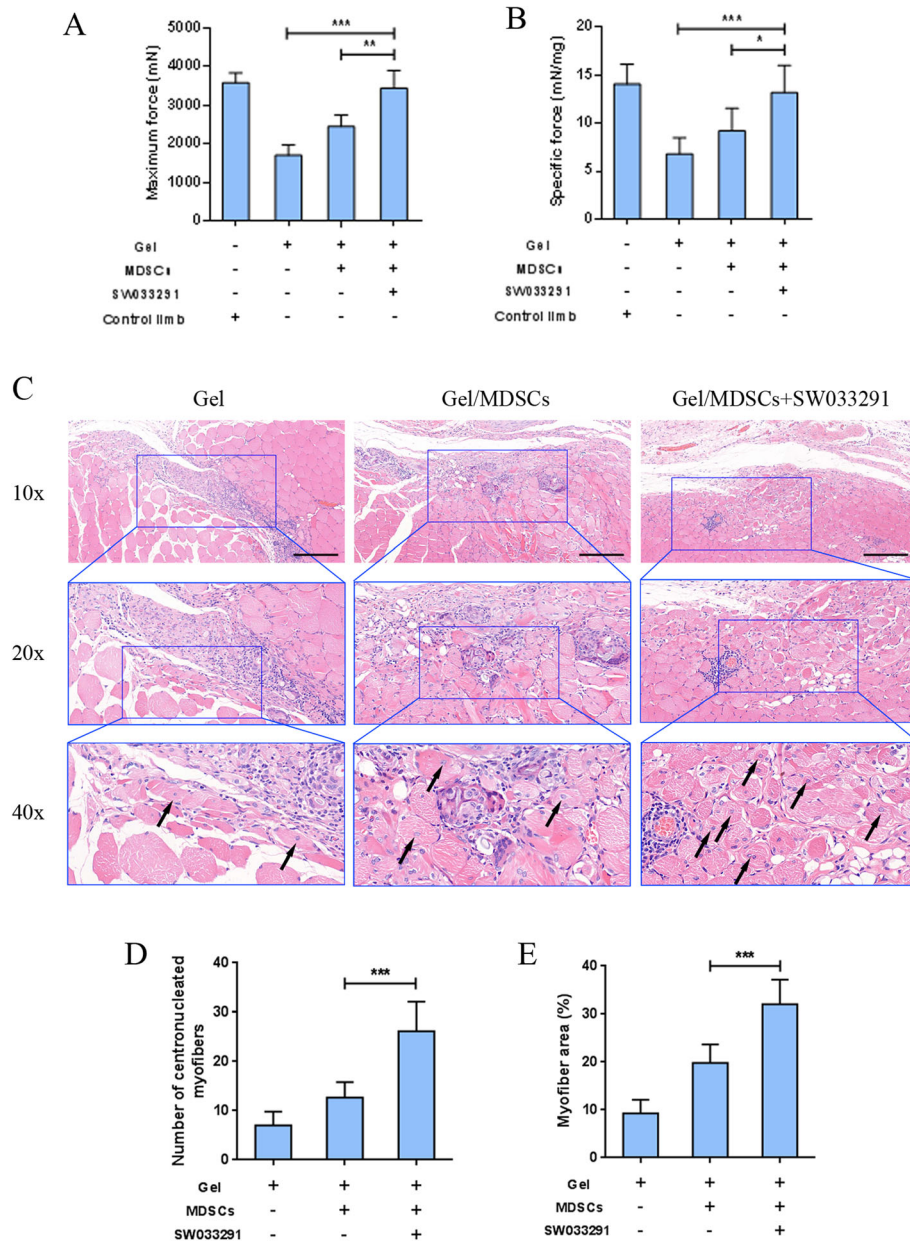 A
B
***
**
***
*
5000
4000
3000
2000
1000
0
Maximum force (mN)
20
15
10
5
0
Specific force (mN/mg)
Gel - + + +
MDSCs - - + +
SW033291 - - - +
Control limb + - - -
Gel - + + +
MDSCs - - + +
SW033291 - - - +
Control limb + - - -
C
Gel
Gel/MDSCs
Gel/MDSCs+SW033291
10x
20x
40x
D
E
***
***
40
30
20
10
0
Number of centronucleated
myofibers
40
30
20
10
0
Myofiber area (%)
Gel + + +
MDSCs - + +
SW033291 - - +
Gel + + +
MDSCs - + +
SW033291 - - +